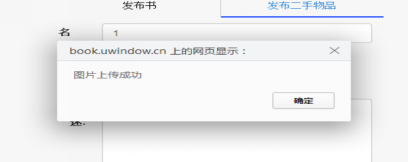 发布书 发布二手物品
名 1
book.uwindow.cn 上的网页显示：
图片上传成功
确定
述: